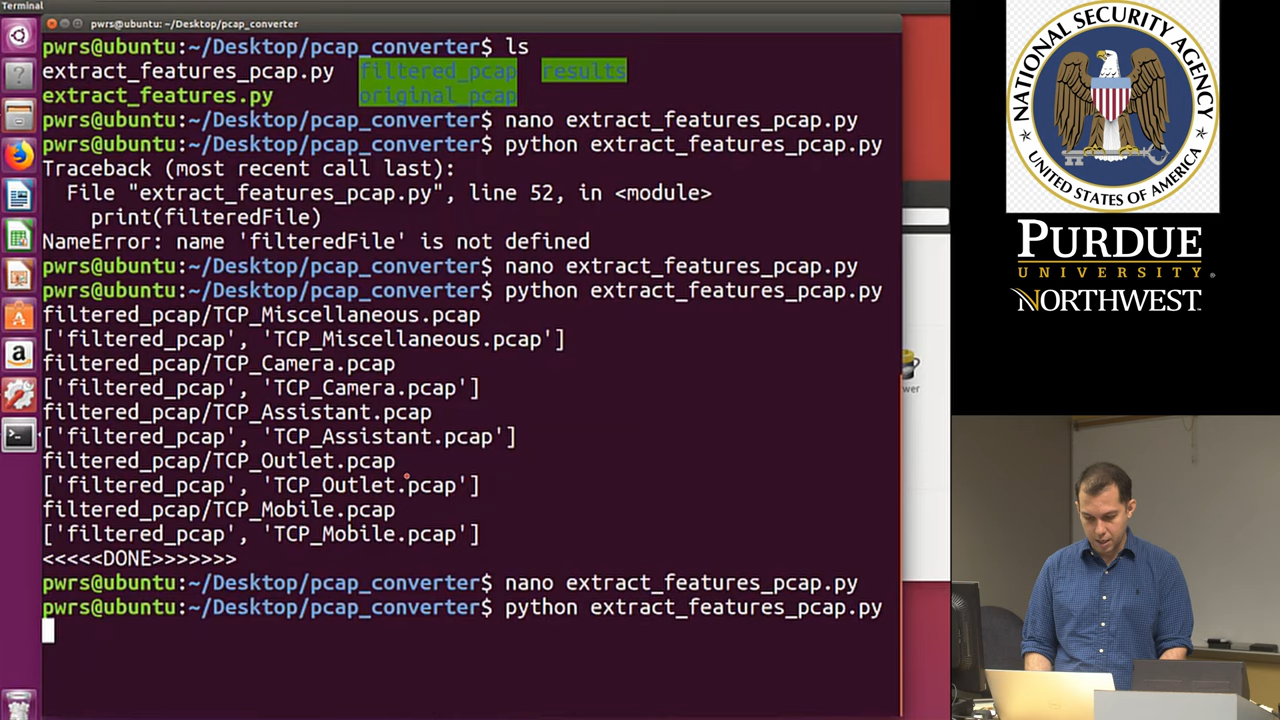 Terminal
pwrs@ubuntu: ~/Desktop/pcap_converter
pwrs@ubuntu:~/Desktop/pcap_converter$ ls
extract_features_pcap.py filtered_pcap results
extract_features.py original_pcap
pwrs@ubuntu:~/Desktop/pcap_converter$ nano extract_features_pcap.py
pwrs@ubuntu:~/Desktop/pcap_converter$ python extract_features_pcap.py
Traceback (most recent call last):
File "extract_features_pcap.py", line 52, in <module>
print(filteredFile)
NameError: name 'filteredFile' is not defined
pwrs@ubuntu:~/Desktop/pcap_converter$ nano extract_features_pcap.py
pwrs@ubuntu:~/Desktop/pcap_converter$ python extract_features_pcap.py
filtered_pcap/TCP_Miscellaneous.pcap
['filtered_pcap', 'TCP_Miscellaneous.pcap']
filtered_pcap/TCP_Camera.pcap
['filtered_pcap', 'TCP_Camera.pcap']
filtered_pcap/TCP_Assistant.pcap
['filtered_pcap', 'TCP_Assistant.pcap']
filtered_pcap/TCP_Outlet.pcap
['filtered_pcap', 'TCP_Outlet.pcap']
filtered_pcap/TCP_Mobile.pcap
['filtered_pcap', 'TCP_Mobile.pcap']
<<<<<DONE>>>>>>>
pwrs@ubuntu:~/Desktop/pcap_converter$ nano extract_features_pcap.py
pwrs@ubuntu:~/Desktop/pcap_converter$ python extract_features_pcap.py
wer
NATIONAL SECURITY AGENCY
UNITED STATES OF AMERICA
PURDUE
UNIVERSITY
NORTHWEST